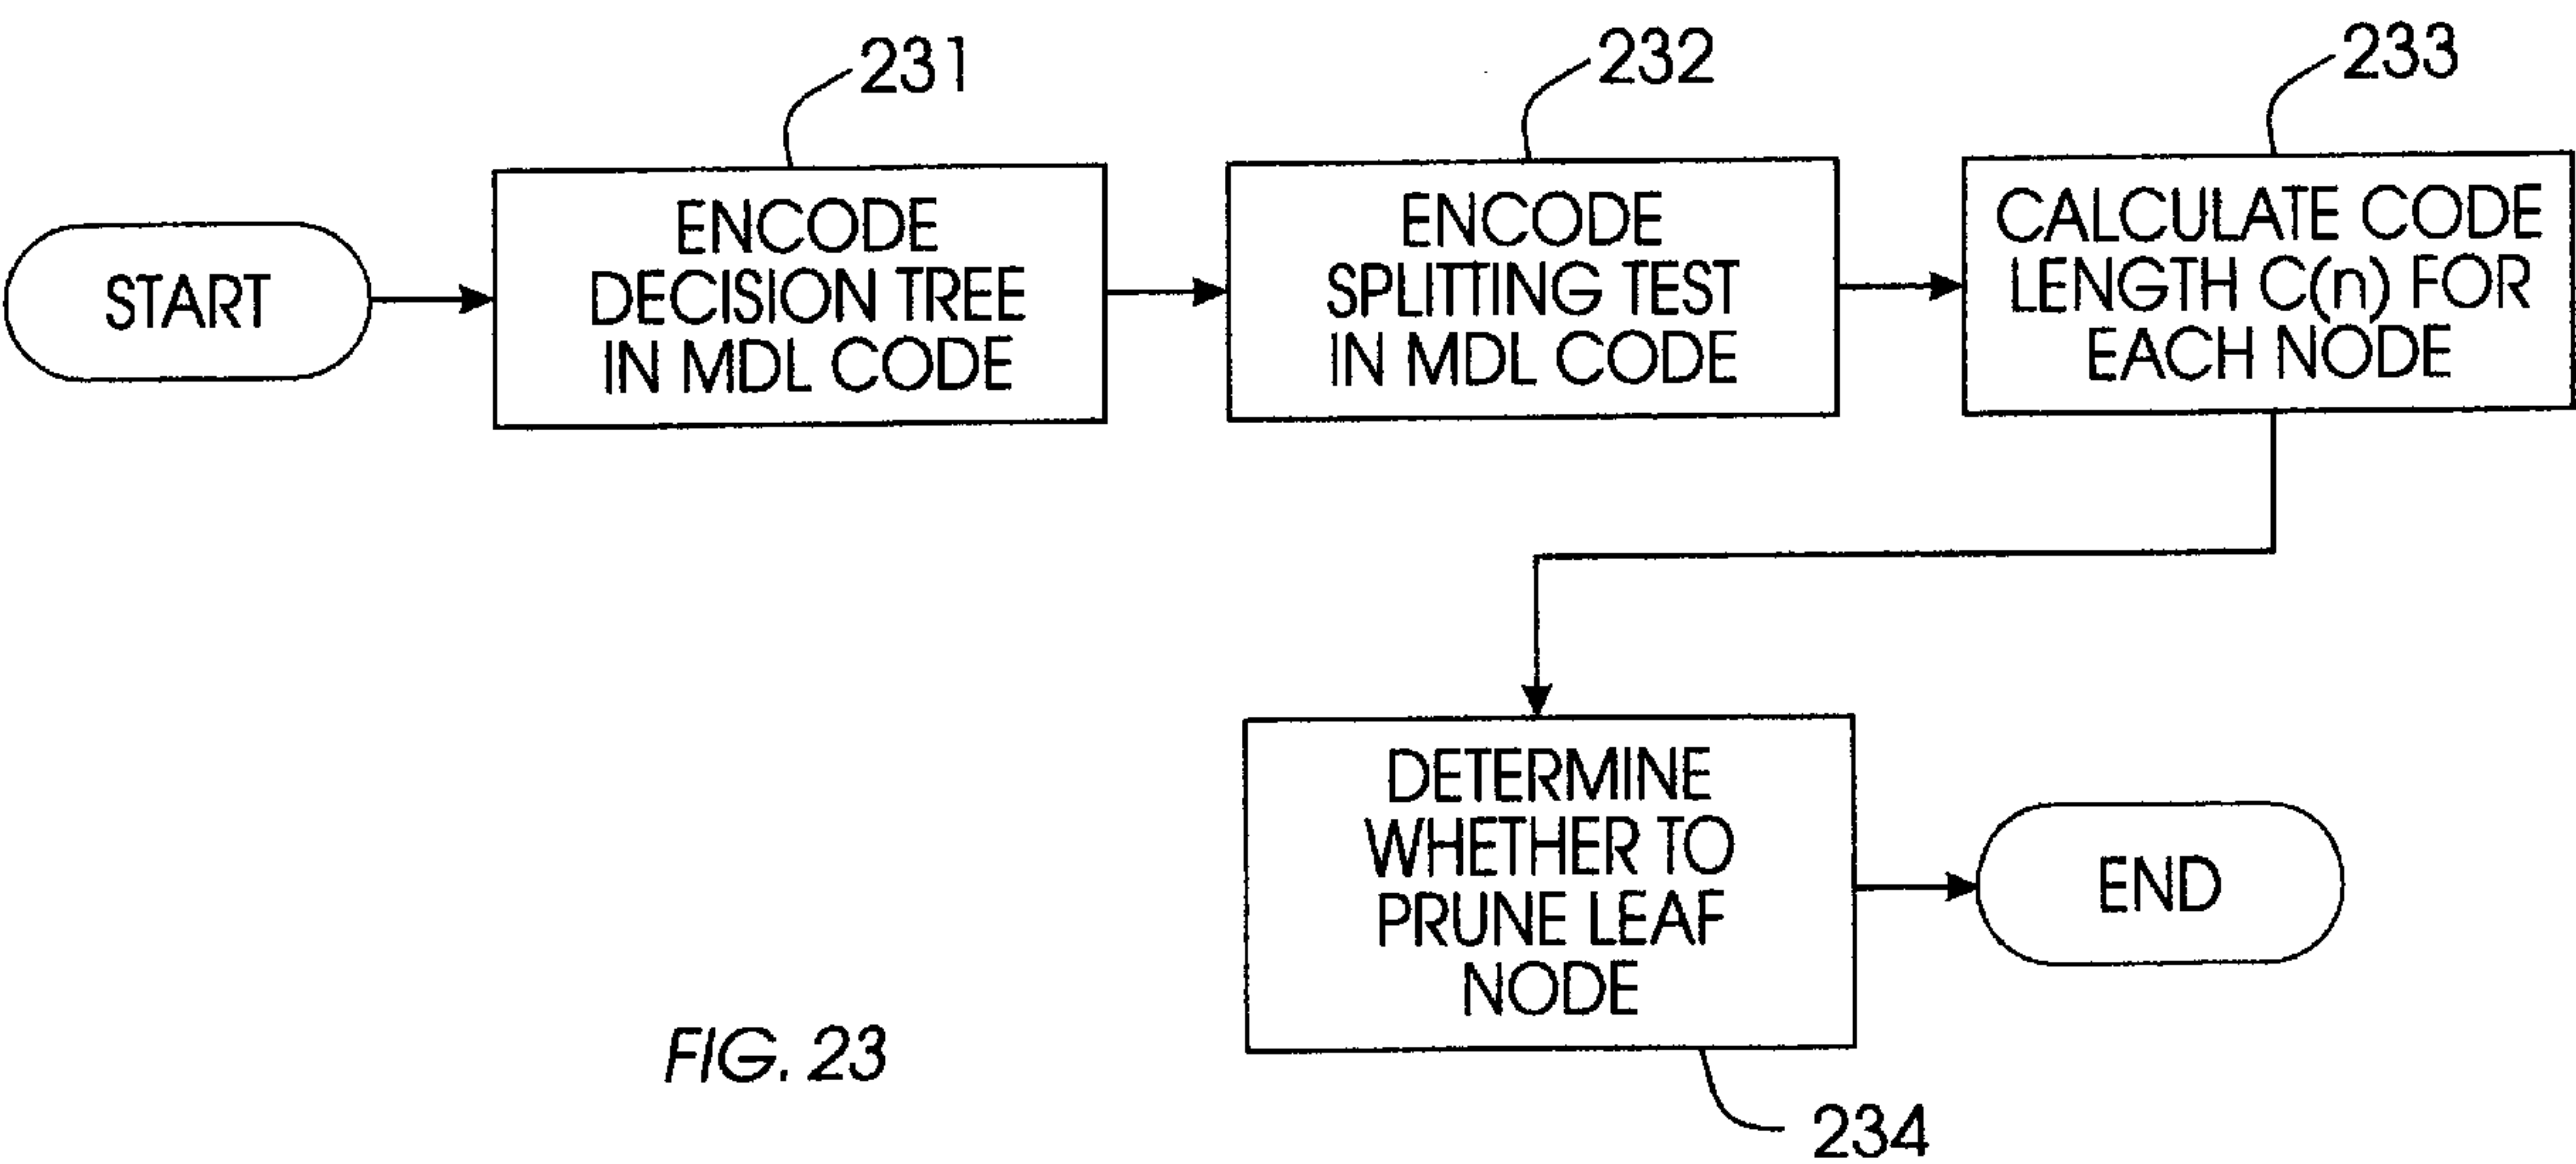 231
232
233
START
ENCODE
DECISION TREE
IN MDL CODE
ENCODE
SPLITTING TEST
IN MDL CODE
CALCULATE CODE
LENGTH C(n) FOR
EACH NODE
DETERMINE
WHETHER TO
PRUNE LEAF
NODE
END
FIG. 23
234